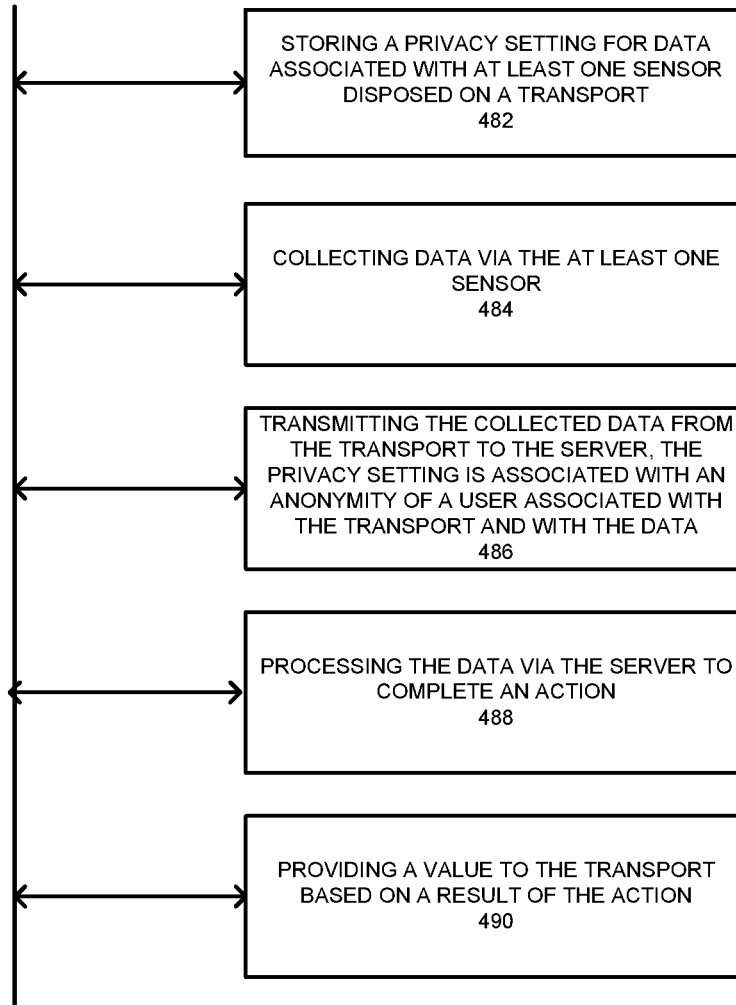 STORING A PRIVACY SETTING FOR DATA
ASSOCIATED WITH AT LEAST ONE SENSOR
DISPOSED ON A TRANSPORT
482
COLLECTING DATA VIA THE AT LEAST ONE
SENSOR
484
TRANSMITTING THE COLLECTED DATA FROM
THE TRANSPORT TO THE SERVER, THE
PRIVACY SETTING IS ASSOCIATED WITH AN
ANONYMITY OF A USER ASSOCIATED WITH
THE TRANSPORT AND WITH THE DATA
486
PROCESSING THE DATA VIA THE SERVER TO
COMPLETE AN ACTION
488
PROVIDING A VALUE TO THE TRANSPORT
BASED ON A RESULT OF THE ACTION
490